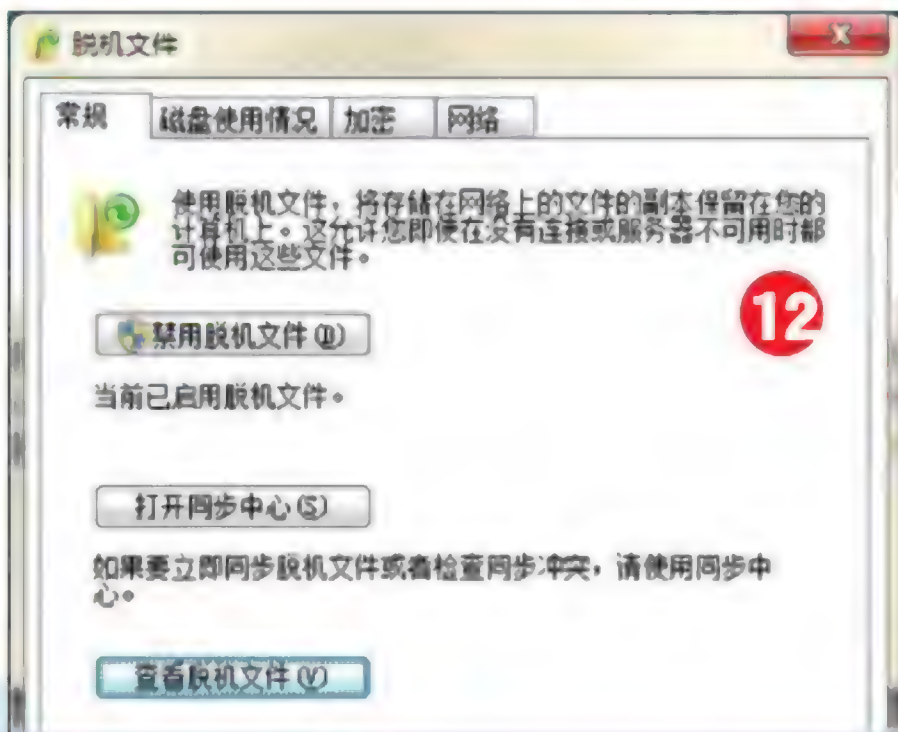 脱机文件
常规 磁盘使用情况 加密 网络
使用脱机文件，将存储在网络上的文件的副本保留在您的
计算机上。这允许您即使在没有连接或服务器不可用时都
可使用这些文件。
12
禁用脱机文件(D)
当前已启用脱机文件。
打开同步中心(S)
如果要立即同步脱机文件或者检查同步冲突，请使用同步中
心。
查看脱机文件(V)